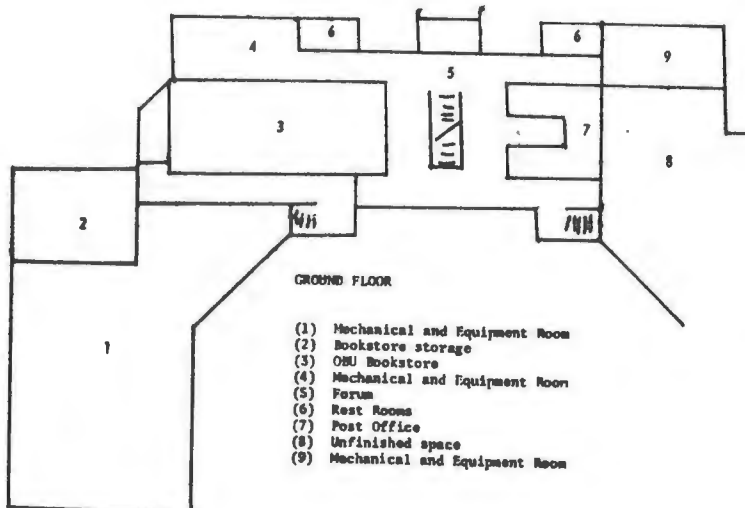 6
6
4
9
5
3
7
8
2
GROUND FLOOR
1
(1) Mechanical and Equipment Room
(2) Bookstore storage
(3) OBU Bookstore
(4) Mechanical and Equipment Room
(5) Forum
(6) Rest Rooms
(7) Post Office
(8) Unfinished space
(9) Mechanical and Equipment Room